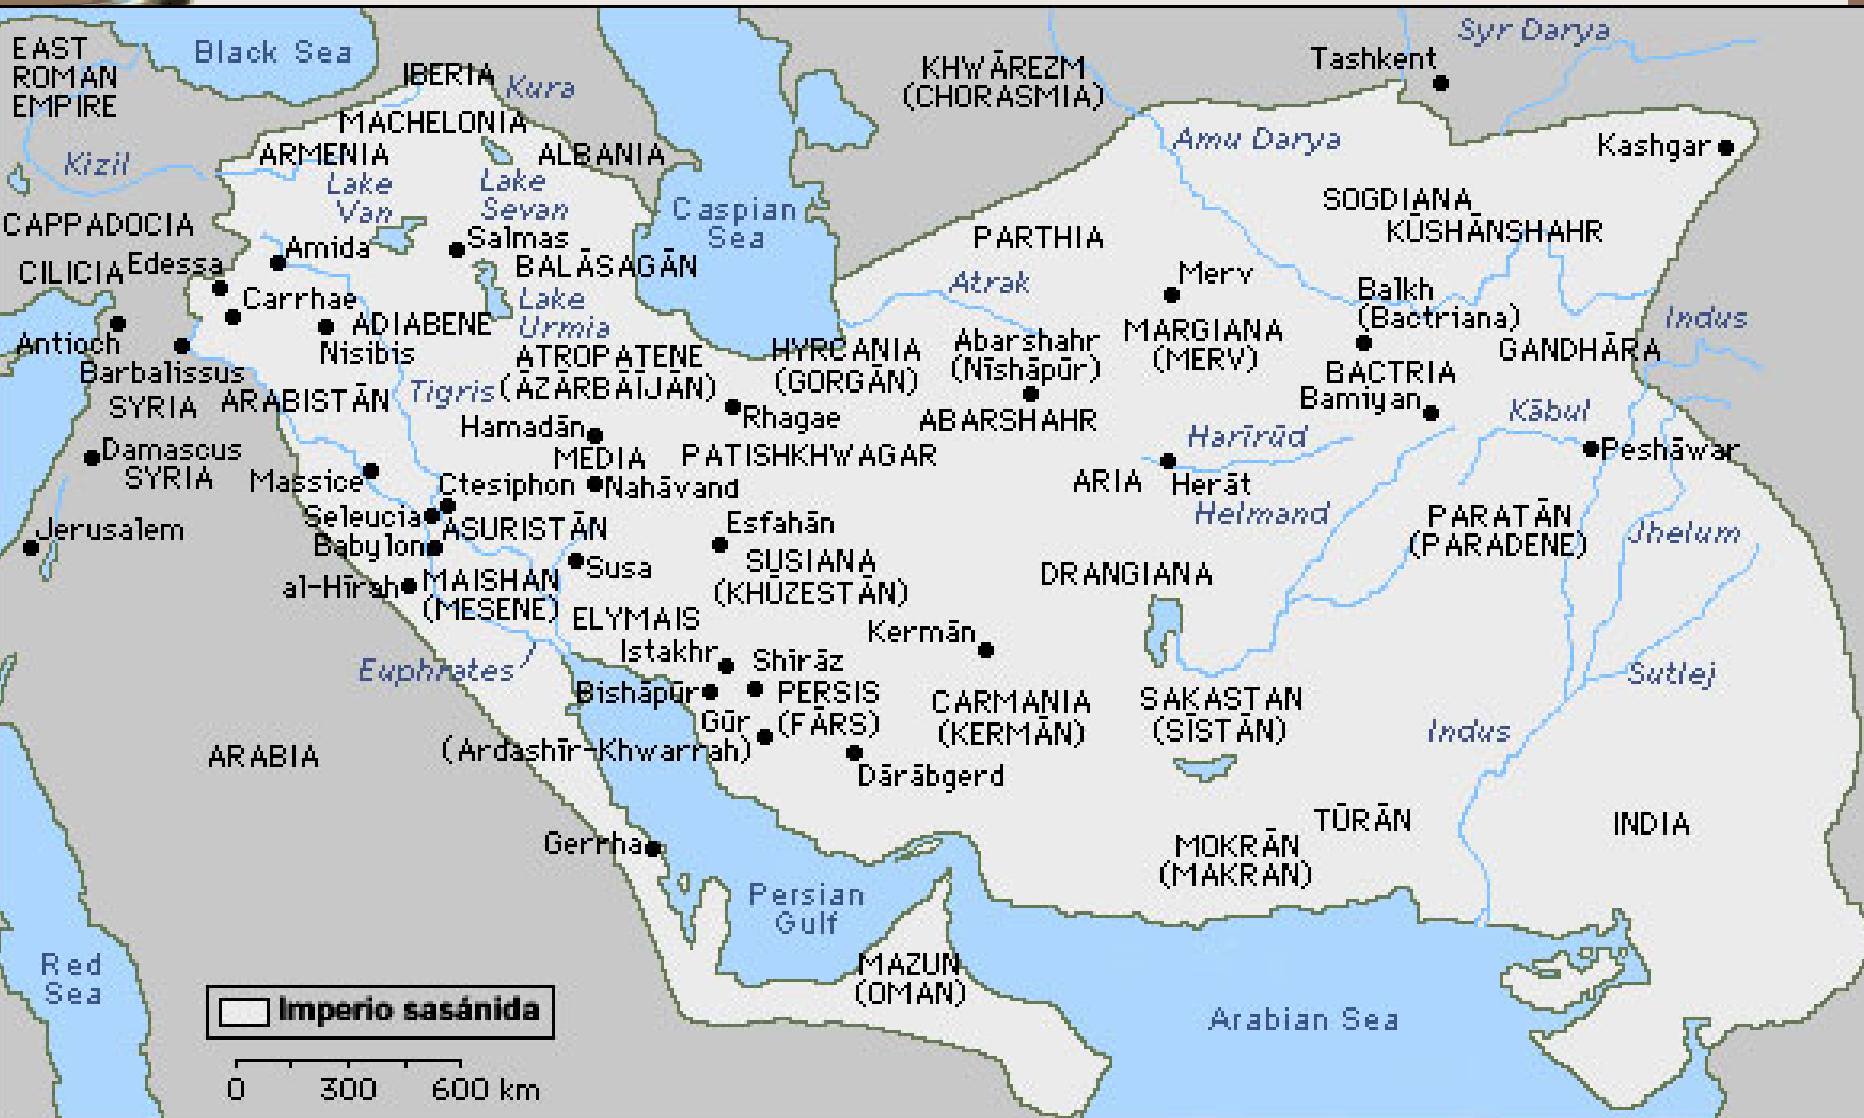 EAST
ROMAN
EMPIRE
Black Sea
IBERIA
Kura
KHWĀREZM
(CHORASMIA)
Tashkent
Syr Darya
MACHELONIA
Kizil
ARMENIA
ALBANIA
Amu Darya
Kashgar
Lake
Van
Lake
Sevan
Caspian
Sea
SOGDIANA
KŪSHĀNSHAHR
CAPPADOCIA
PARTHIA
Amida
Salmas
CILICIA
Edessa
BALĀSAGĀN
Atrak
Merv
Balkh
(Bactriana)
Carrhae
Lake
Urmia
Indus
Antioch
Nisibis
ADIABENE
ATROPATENE
(ĀZĀRBĀĪJĀN)
HYRCANIA
(GORGĀN)
Abarshahr
(Nīshāpūr)
MARGIANA
(MERV)
GANDHĀRA
Barbalissus
BACTRIA
SYRIA
ARABISTĀN
Tigris
Rhagae
ABARSHAHR
Bamiyan
Kābul
Hamadān
Harīrūd
Damascus
SYRIA
MEDIA
PATISHKHWAGAR
Peshāwar
Massice
Ctesiphon
Nahāvand
ARIA
Herāt
Seleucia
ASURISTĀN
Esfahān
Helmand
PARATĀN
(PARADENE)
Jhelum
Jerusalem
Babylon
Susa
SUSIANA
(KHŪZESTĀN)
DRANGIANA
al-Hīrah
MAISHAN
(MESENE)
ELYMAIS
Kermān
Euphrates
Istakhr
Shirāz
Sutlej
Bishāpūr
PERSIS
(FĀRS)
CARMANIA
(KERMĀN)
SAKASTAN
(SĪSTĀN)
Indus
Gūr
(Ardashīr-Khwarrah)
ARABIA
Dārābgerd
Gerrha
TŪRĀN
INDIA
MOKRĀN
(MAKRAN)
Persian
Gulf
Red
Sea
MAZUN
(OMAN)
Arabian Sea
Imperio sasánida
0 300 600 km